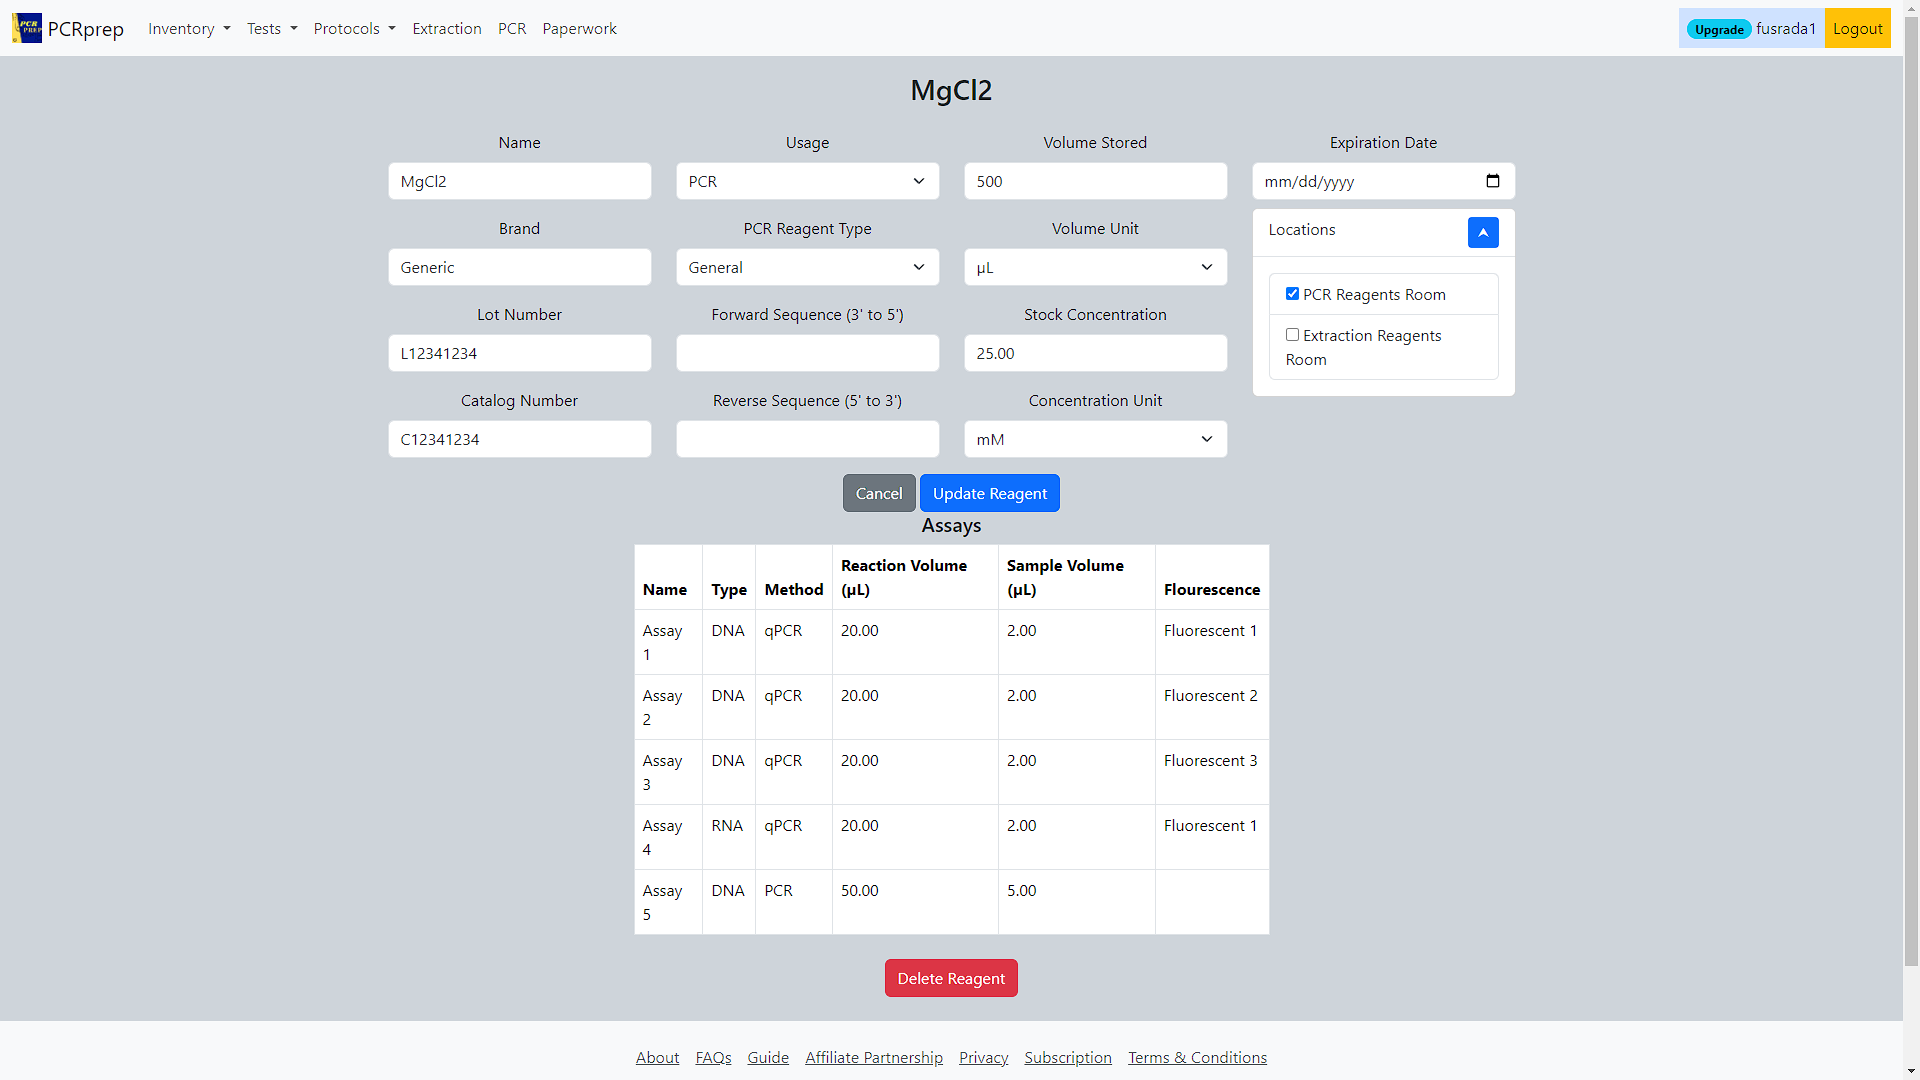 PCR PREP PCRprep Inventory Tests Protocols Extraction PCR Paperwork Upgrade fusrada1 Logout
MgCl2
Name Usage Volume Stored Expiration Date
MgCl2 PCR 500 mm/dd/yyyy
Brand PCR Reagent Type Volume Unit Locations
Generic General µL
PCR Reagents Room
Lot Number Forward Sequence (3' to 5') Stock Concentration
Extraction Reagents
Room
L12341234 25.00
Catalog Number Reverse Sequence (5' to 3') Concentration Unit
C12341234 mM
Cancel Update Reagent
Assays
Name Type Method Reaction Volume (µL) Sample Volume (µL) Flourescence
Assay 1 DNA qPCR 20.00 2.00 Fluorescent 1
Assay 2 DNA qPCR 20.00 2.00 Fluorescent 2
Assay 3 DNA qPCR 20.00 2.00 Fluorescent 3
Assay 4 RNA qPCR 20.00 2.00 Fluorescent 1
Assay 5 DNA PCR 50.00 5.00
Delete Reagent
About FAQs Guide Affiliate Partnership Privacy Subscription Terms & Conditions